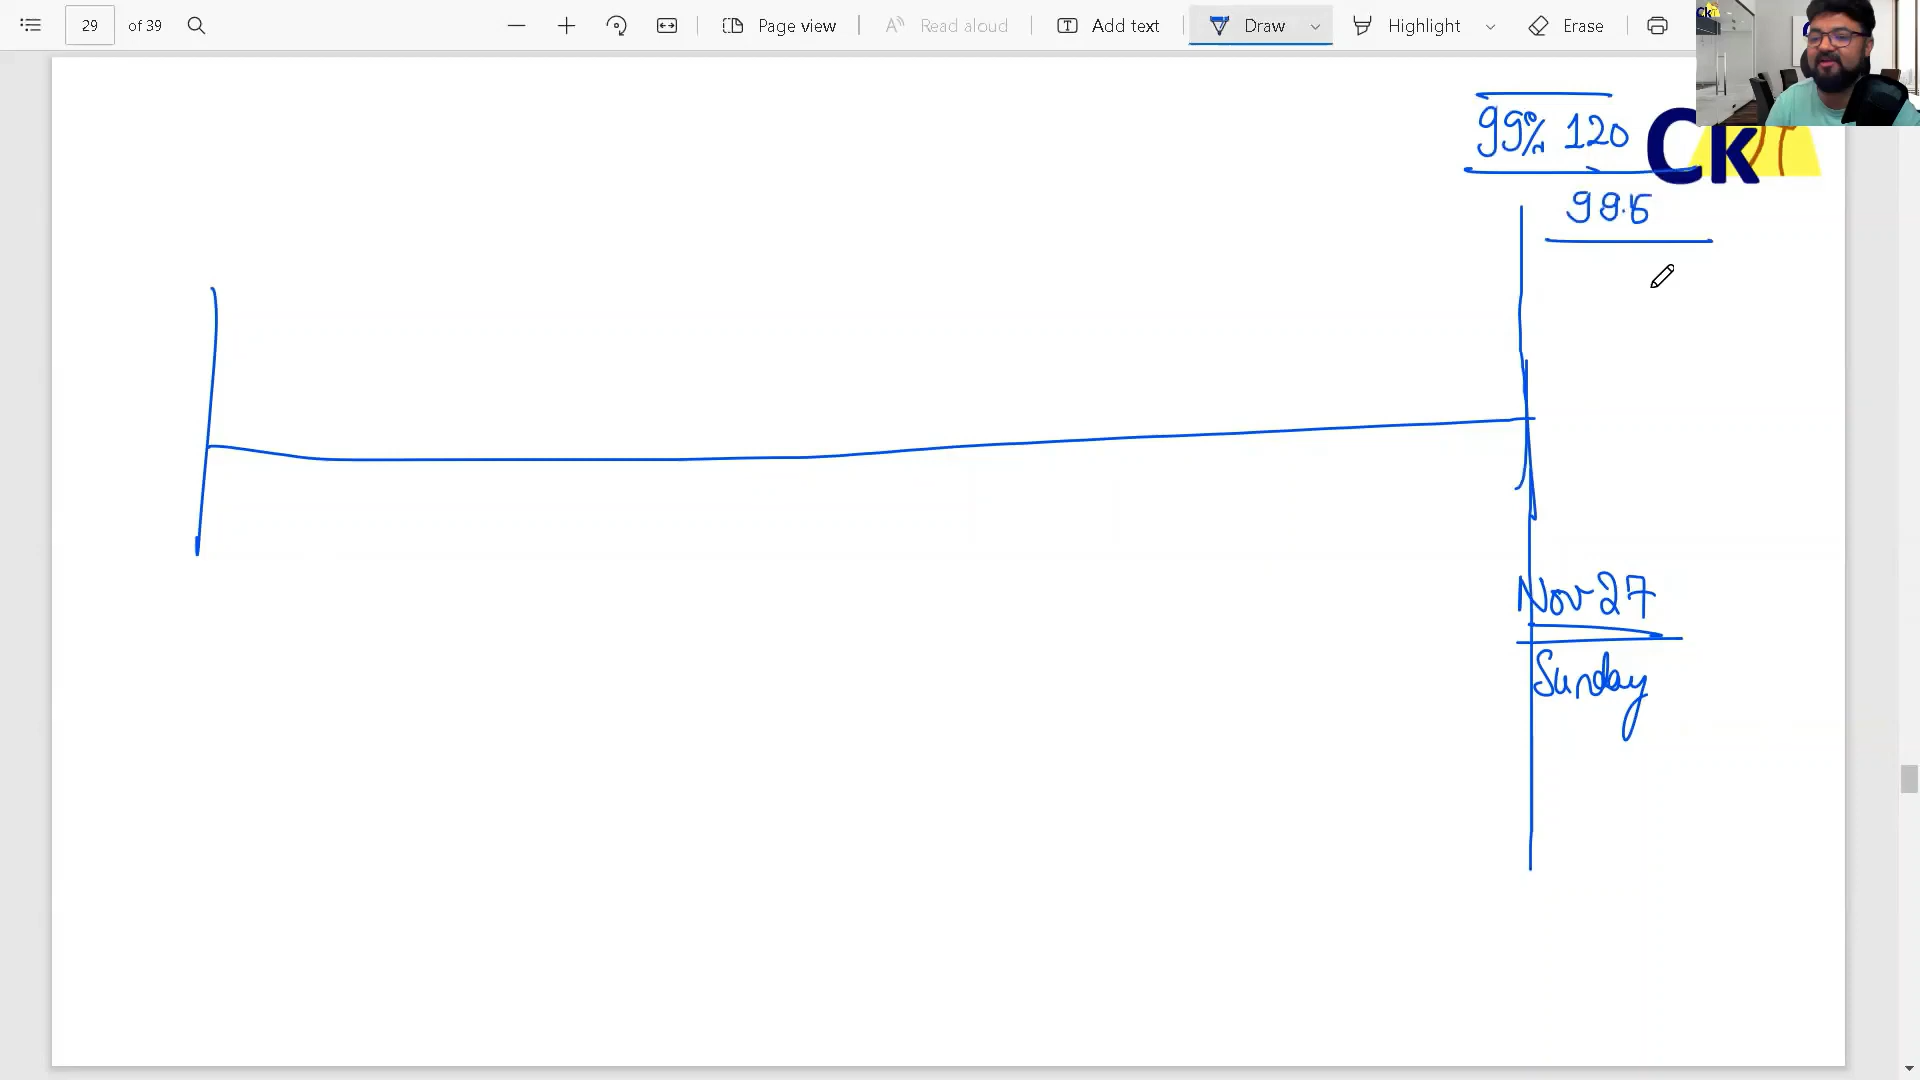 29 of 39 Page view Read aloud Add text Draw Highlight Erase
99%ile 120
Ck
99.5
Nov 27
Sunday